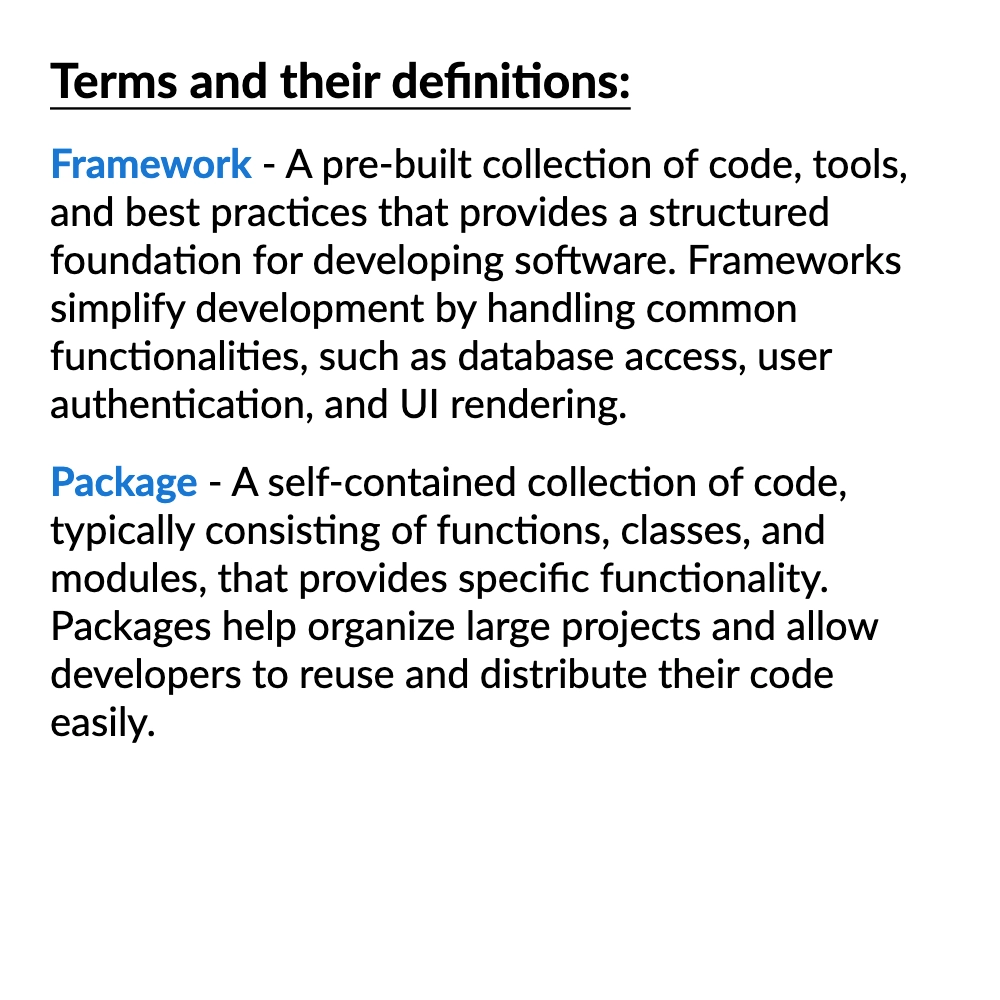 Terms and their definitions:
Framework - A pre-built collection of code, tools,
and best practices that provides a structured
foundation for developing software. Frameworks
simplify development by handling common
functionalities, such as database access, user
authentication, and UI rendering.
Package - A self-contained collection of code,
typically consisting of functions, classes, and
modules, that provides specific functionality.
Packages help organize large projects and allow
developers to reuse and distribute their code
easily.